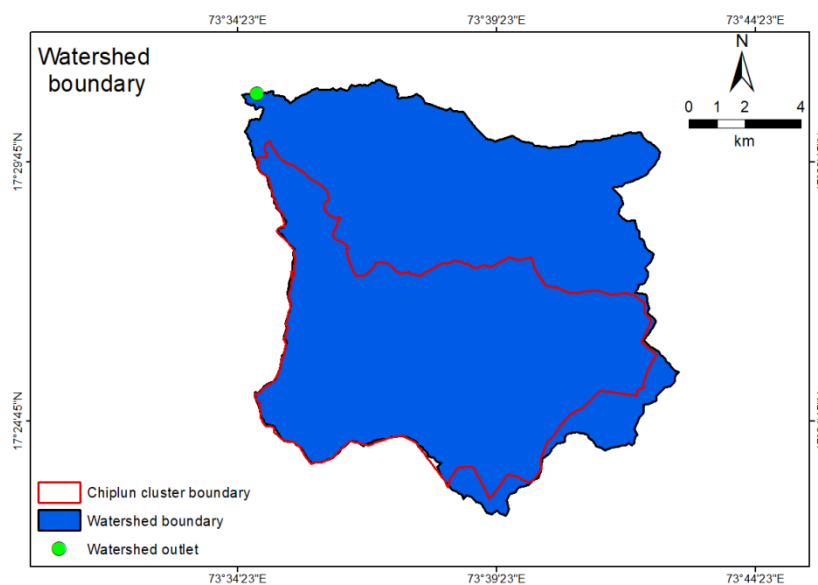 73°34'23"E
73°39'23"E
73°44'23"E
Watershed
boundary
N
0 1 2 4
km
17°29'45"N
17°24'45"N
Chiplun cluster boundary
Watershed boundary
Watershed outlet
73°34'23"E
73°39'23"E
73°44'23"E